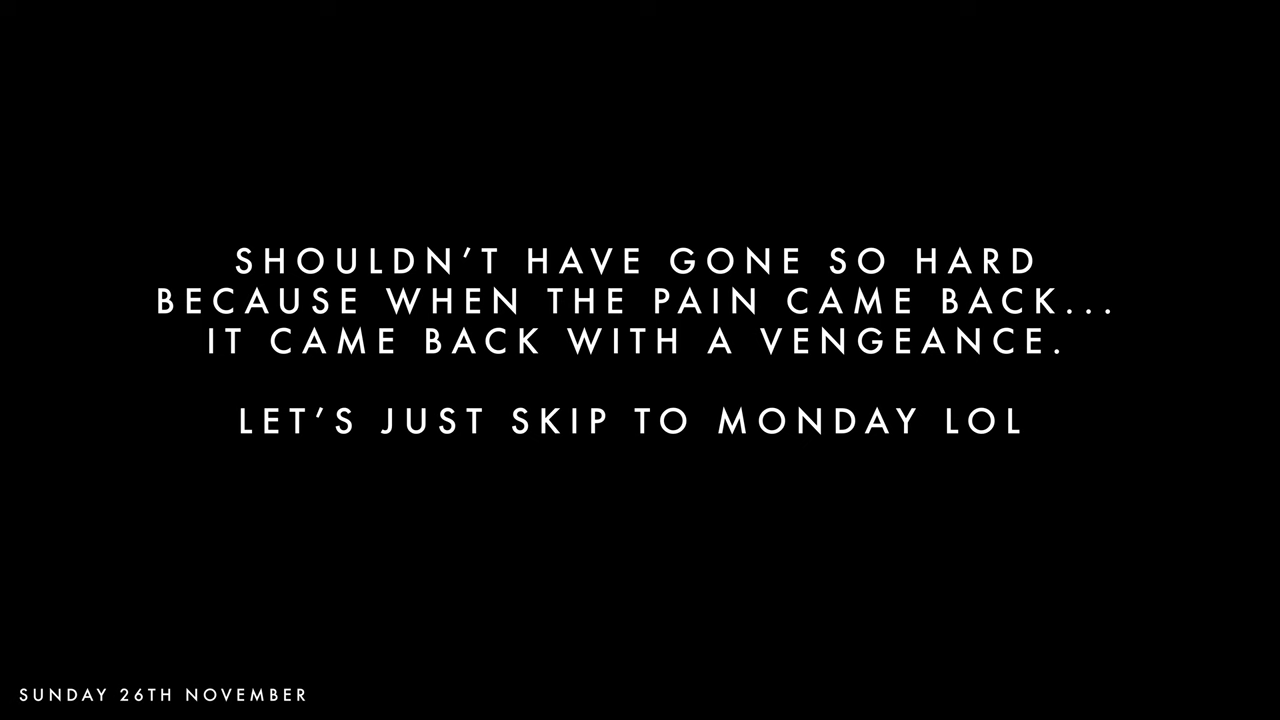 SHOULDN’T HAVE GONE SO HARD
BECAUSE WHEN THE PAIN CAME BACK...
IT CAME BACK WITH A VENGEANCE.
LET’S JUST SKIP TO MONDAY LOL
SUNDAY 26TH NOVEMBER